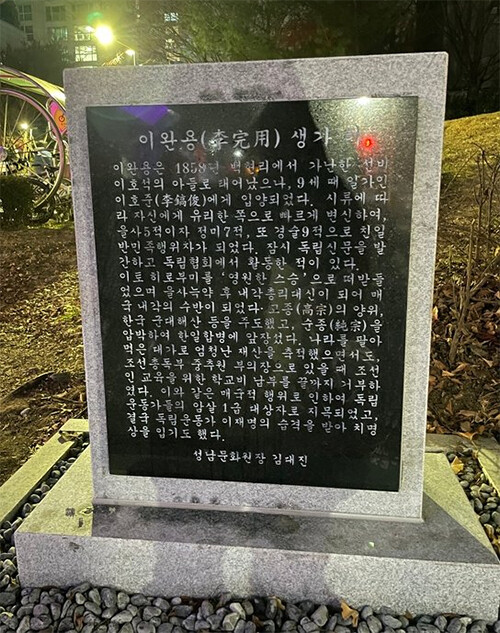 이완용(李完用) 생가
이완용은 1858년 백현리에서 가난한 선비
이호석의 아들로 태어났으나, 9세 때 일가인
이호준(李鎬俊)에게 입양되었다. 시류에 따
라 자신에게 유리한 쪽으로 빠르게 변신하여,
을사5적이자 정미7적, 또 경술9적으로 친일
반민족행위자가 되었다. 잠시 독립신문을 발
간하고 독립협회에서 활동한 적이 있다.
이토 히로부미를 '영원한 스승'으로 떠받들
었으며 을사늑약 후 내각총리대신이 되어 매
국 내각의 수반이 되었다. 고종(高宗)의 양위,
한국 군대해산 등을 주도했고, 순종(純宗)을
압박하여 한일합병에 앞장섰다. 나라를 팔아
먹은 대가로 엄청난 재산을 축적했으면서도,
조선총독부 중추원 부의장으로 있을 때 조선
인 교육을 위한 학교비 납부를 끝까지 거부하
였다. 이와 같은 매국적 행위로 인하여 독립
운동가들의 암살 1급 대상자로 지목되었고,
결국 독립운동가 이재명의 습격을 받아 치명
상을 입기도 했다.
성남문화원장 김대진